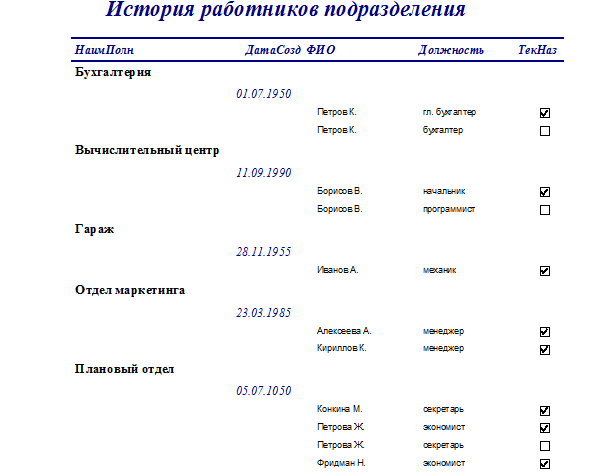 История работников подразделения
НаимПолн ДатаСозд ФИО Должность ТекНаз
Бухгалтерия
01.07.1950
Петров К. гл. бухгалтер
Петров К. бухгалтер
Вычислительный центр
11.09.1990
Борисов В. начальник
Борисов В. программист
Гараж
28.11.1955
Иванов А. механик
Отдел маркетинга
23.03.1985
Алексеева А. менеджер
Кириллов К. менеджер
Плановый отдел
05.07.1050
Конкина М. секретарь
Петрова Ж. экономист
Петрова Ж. секретарь
Фридман Н. экономист